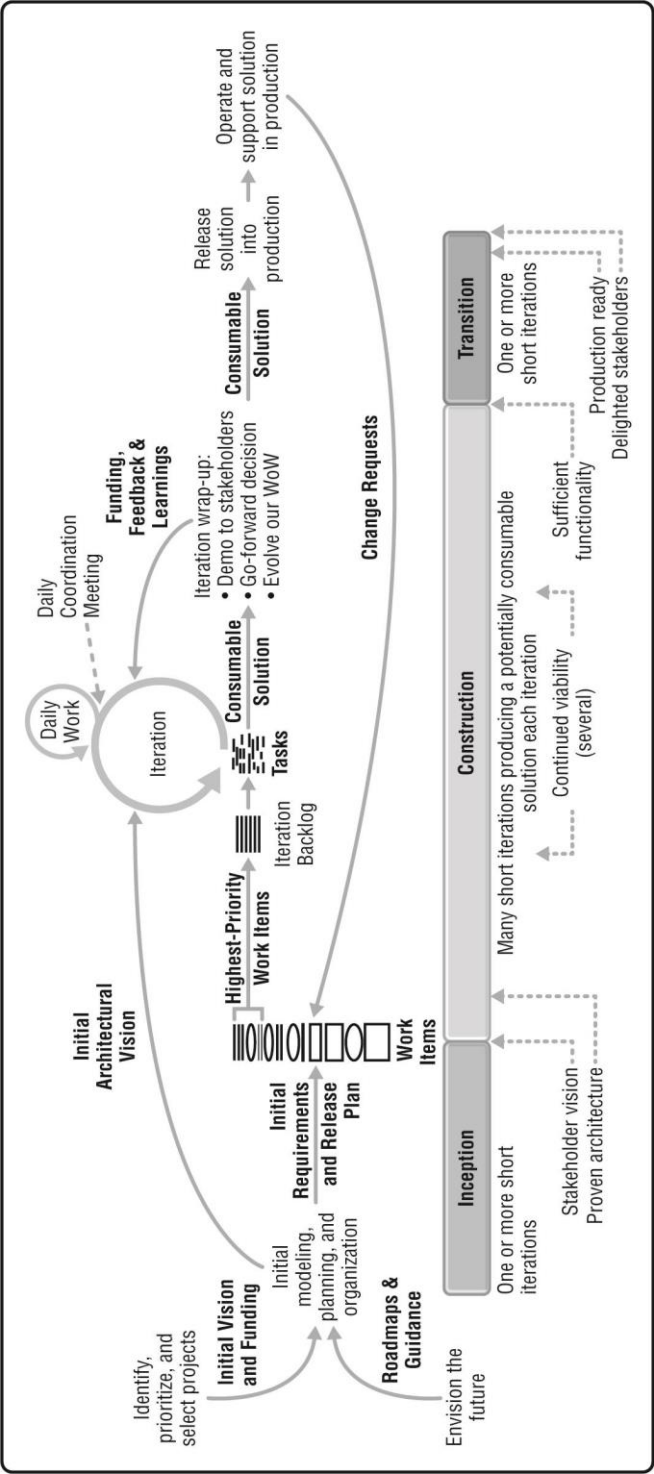 Identify,
prioritize, and
select projects
Initial Vision
and Funding
Envision the
future
Roadmaps &
Guidance
Initial
modeling,
planning, and
organization
Initial
Architectural
Vision
Initial
Requirements
and Release
Plan
Work
Items
Highest-Priority
Work Items
Iteration
Backlog
Tasks
Daily
Work
Iteration
Daily
Coordination
Meeting
Consumable
Solution
Funding,
Feedback &
Learnings
Iteration wrap-up:
• Demo to stakeholders
• Go-forward decision
• Evolve our WoW
Consumable
Solution
Release
solution
into
production
Operate and
support solution
in production
Change Requests
Inception
Construction
Transition
One or more short
iterations
Many short iterations producing a potentially consumable
solution each iteration
One or more
short iterations
Stakeholder vision
Proven architecture
Continued viability
(several)
Sufficient
functionality
Production ready
Delighted stakeholders